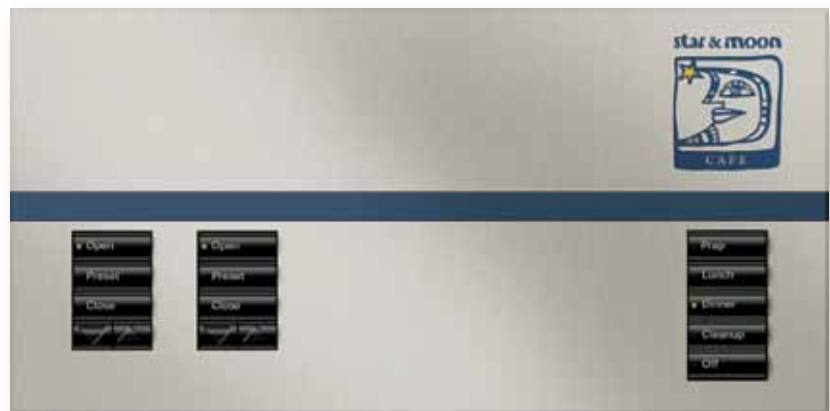 star & moon
CAFE
Open
Preset
Close
Open
Preset
Close
Prep
Lunch
Dinner
Cleanup
Off